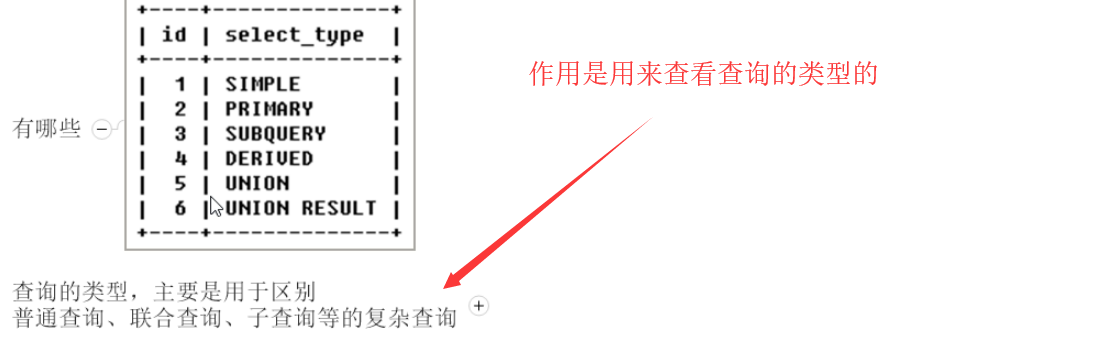 +----+--------------+
| id | select_type |
+----+--------------+
| 1 | SIMPLE |
| 2 | PRIMARY |
| 3 | SUBQUERY |
| 4 | DERIVED |
| 5 | UNION |
| 6 | UNION RESULT |
+----+--------------+
作用是用来查看查询的类型的
有哪些
查询的类型，主要是用于区别
普通查询、联合查询、子查询等的复杂查询